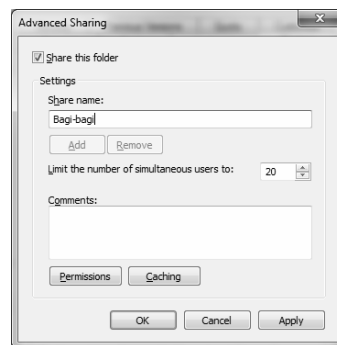 Advanced Sharing
Share this folder
Settings
Share name:
Bagi-bagi
Add Remove
Limit the number of simultaneous users to: 20
Comments:
Permissions Caching
OK Cancel Apply